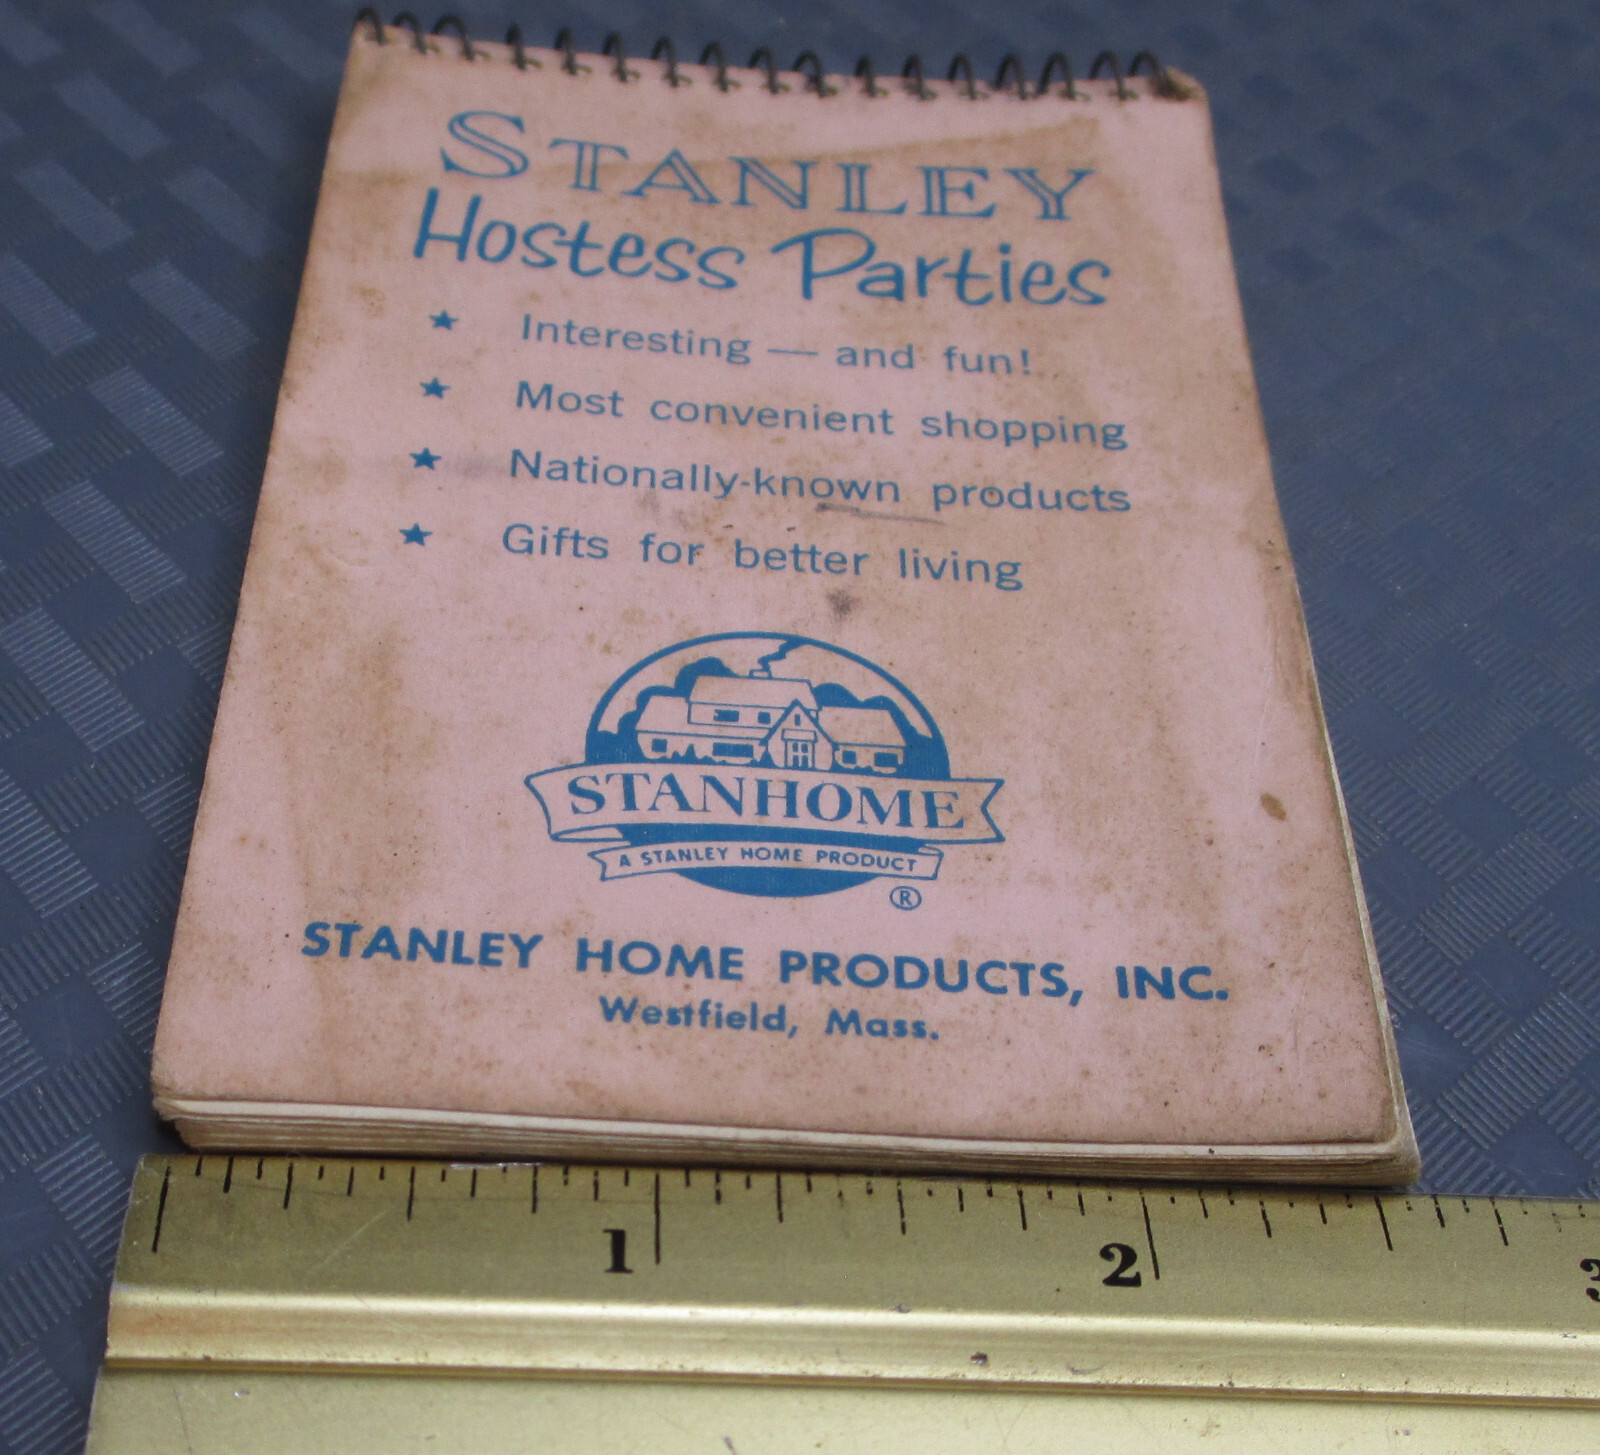 STANLEY
Hostess Parties
★ Interesting — and fun!
★ Most convenient shopping
★ Nationally-known products
★ Gifts for better living
STANHOME
A STANLEY HOME PRODUCT
®
STANLEY HOME PRODUCTS, INC.
Westfield, Mass.
1 2 3